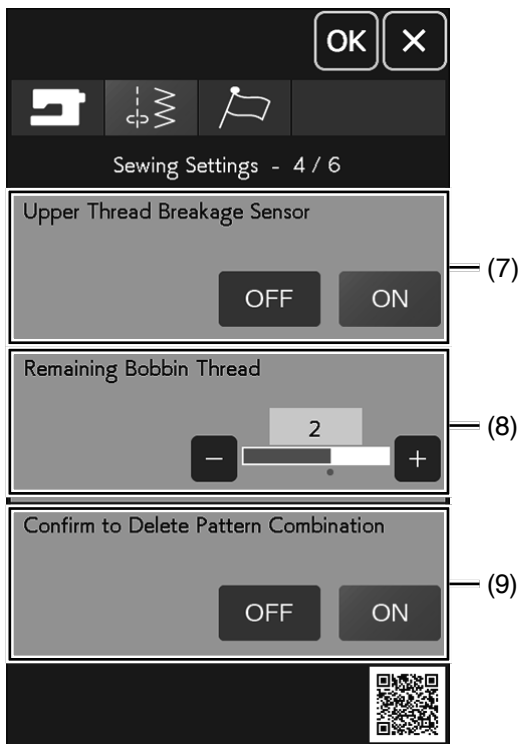 OK ×
Sewing Settings - 4 / 6
Upper Thread Breakage Sensor
OFF ON
(7)
Remaining Bobbin Thread
2
− +
(8)
Confirm to Delete Pattern Combination
OFF ON
(9)